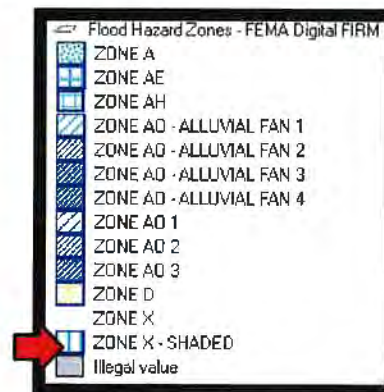 Flood Hazard Zones - FEMA Digital FIRM
ZONE A
ZONE AE
ZONE AH
ZONE AO - ALLUVIAL FAN 1
ZONE AO - ALLUVIAL FAN 2
ZONE AO - ALLUVIAL FAN 3
ZONE AO - ALLUVIAL FAN 4
ZONE AO 1
ZONE AO 2
ZONE AO 3
ZONE D
ZONE X
ZONE X - SHADED
Illegal value